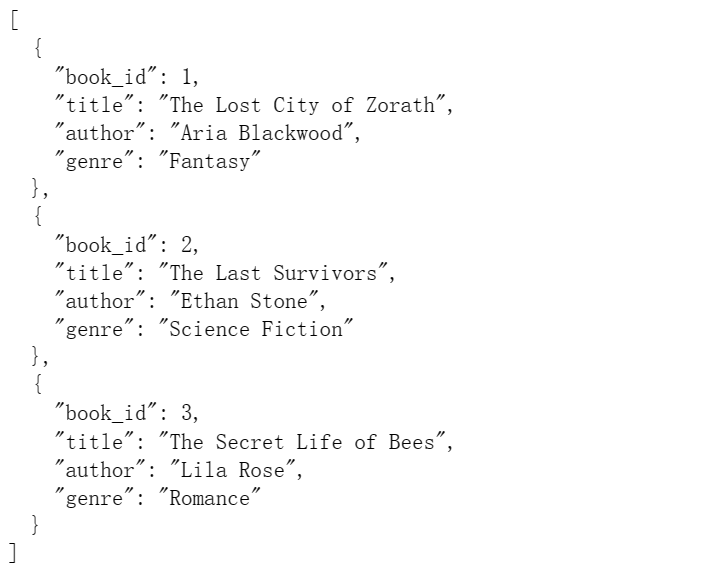 [
  {
    "book_id": 1,
    "title": "The Lost City of Zorath",
    "author": "Aria Blackwood",
    "genre": "Fantasy"
  },
  {
    "book_id": 2,
    "title": "The Last Survivors",
    "author": "Ethan Stone",
    "genre": "Science Fiction"
  },
  {
    "book_id": 3,
    "title": "The Secret Life of Bees",
    "author": "Lila Rose",
    "genre": "Romance"
  }
]